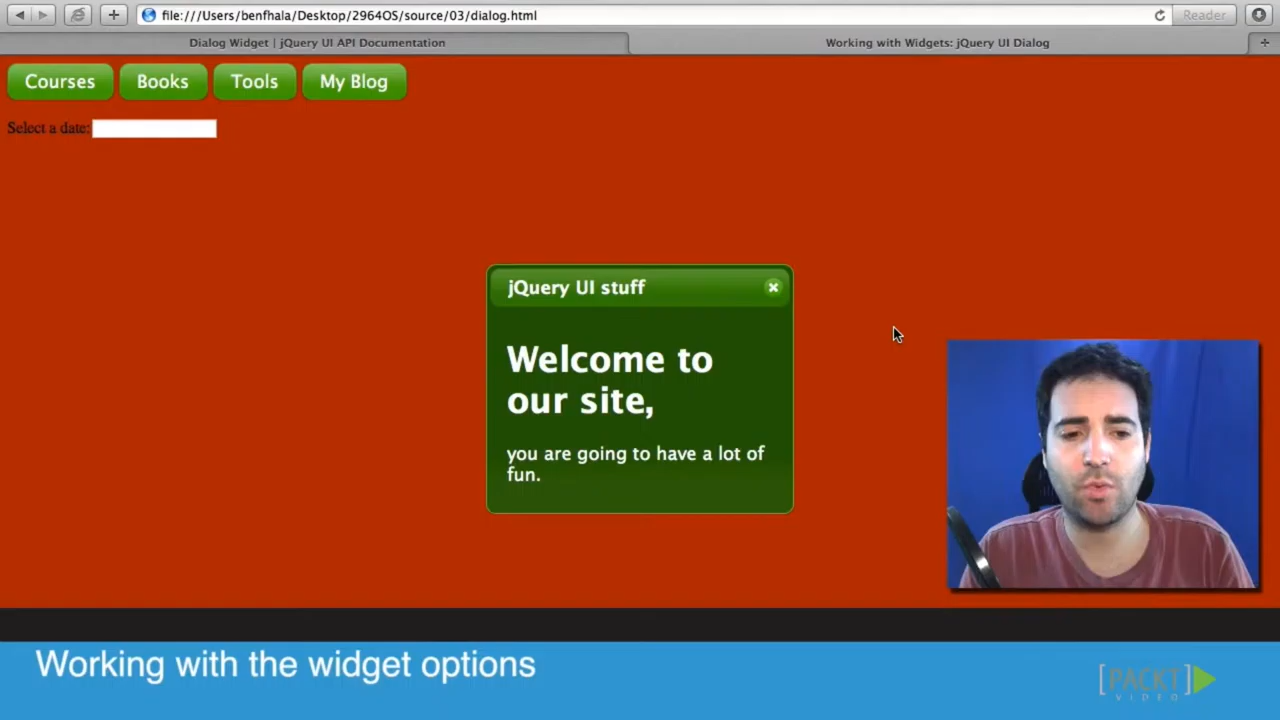 file:///Users/benfhala/Desktop/2964OS/source/03/dialog.html
Reader
Dialog Widget | jQuery UI API Documentation
Working with Widgets: jQuery UI Dialog
Courses
Books
Tools
My Blog
Select a date:
jQuery UI stuff
Welcome to
our site,
you are going to have a lot of
fun.
Working with the widget options
[PACKT]
VIDEO